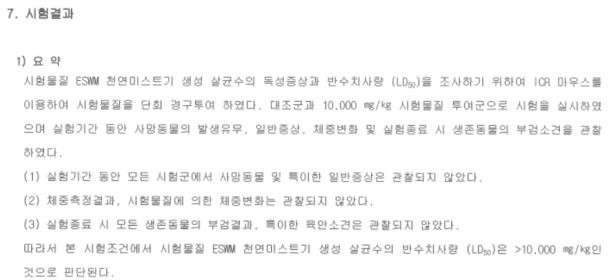 7. 시험결과
1) 요 약
시험물질 ESWM 천연미스트기 생성 살균수의 독성증상과 반수치사량 (LD50)을 조사하기 위하여 ICR 마우스를
이용하여 시험물질을 단회 경구투여 하였다. 대조군과 10,000 mg/kg 시험물질 투여군으로 시험을 실시하였
으며 실험기간 동안 사망동물의 발생유무, 일반증상, 체중변화 및 실험종료 시 생존동물의 부검소견을 관찰
하였다.
(1) 실험기간 동안 모든 시험군에서 사망동물 및 특이한 일반증상은 관찰되지 않았다.
(2) 체중측정결과, 시험물질에 의한 체중변화는 관찰되지 않았다.
(3) 실험종료 시 모든 생존동물의 부검결과, 특이한 육안소견은 관찰되지 않았다.
따라서 본 시험조건에서 시험물질 ESWM 천연미스트기 생성 살균수의 반수치사량 (LD50)은 >10,000 mg/kg인
것으로 판단된다.